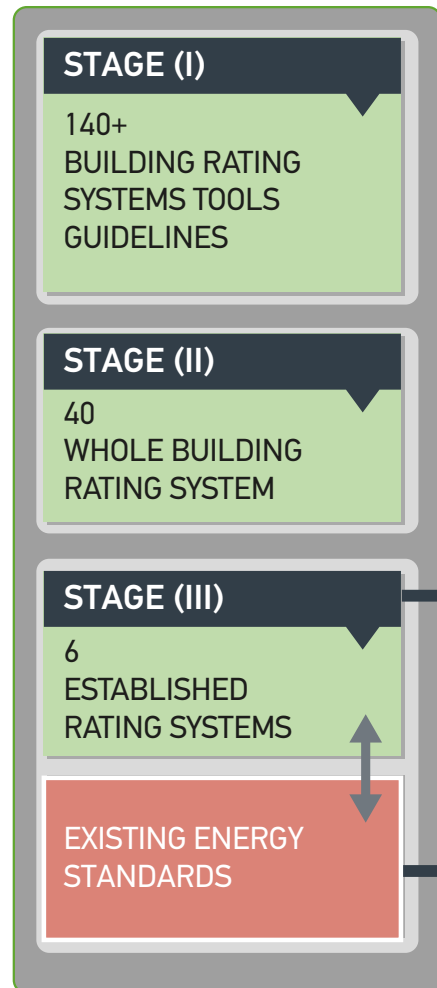 STAGE (I)
140+
BUILDING RATING
SYSTEMS TOOLS
GUIDELINES
STAGE (II)
40
WHOLE BUILDING
RATING SYSTEM
STAGE (III)
6
ESTABLISHED
RATING SYSTEMS
EXISTING ENERGY
STANDARDS